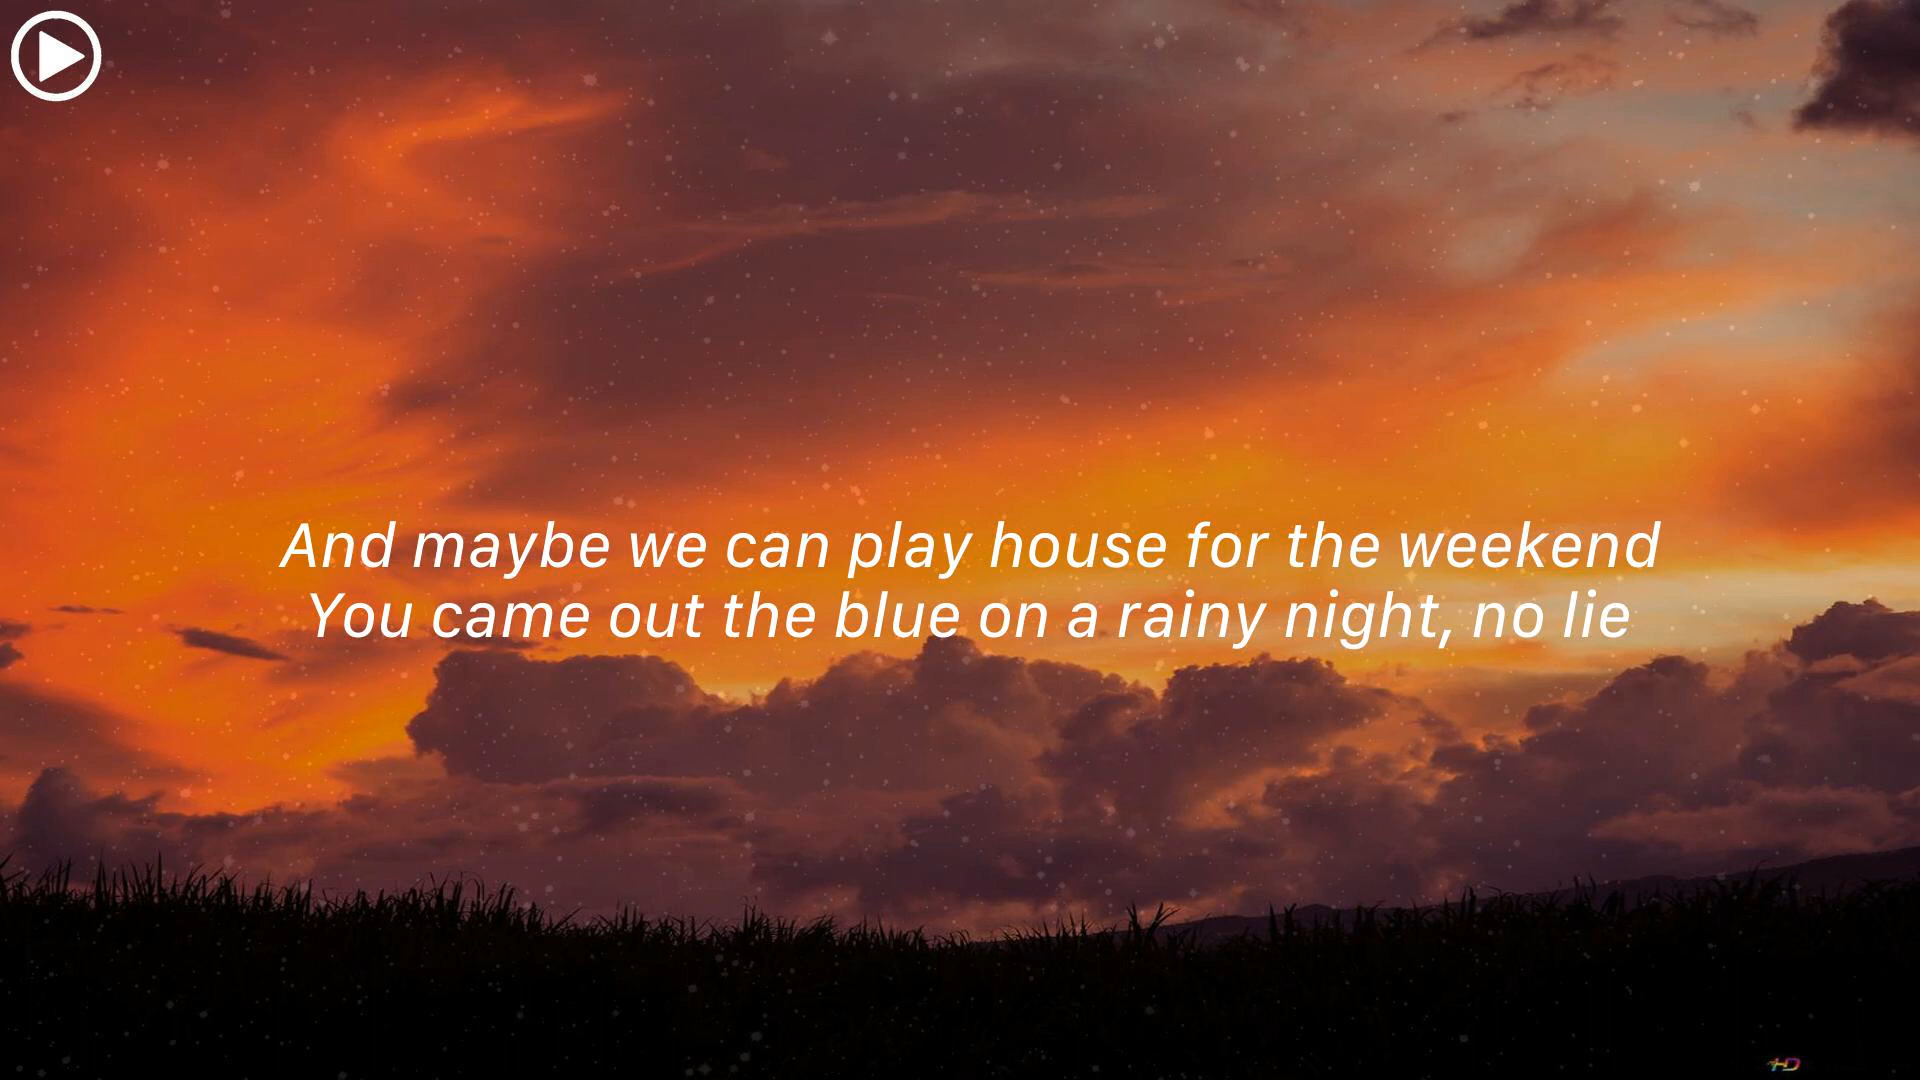 And maybe we can play house for the weekend
You came out the blue on a rainy night, no lie
HD